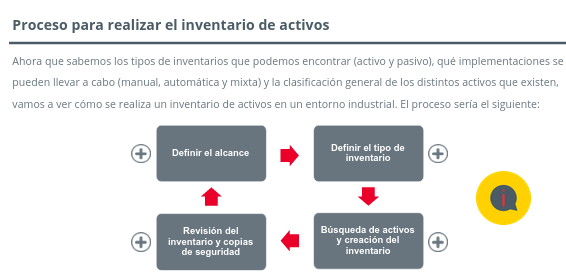 Proceso para realizar el inventario de activos
Ahora que sabemos los tipos de inventarios que podemos encontrar (activo y pasivo), qué implementaciones se
pueden llevar a cabo (manual, automática y mixta) y la clasificación general de los distintos activos que existen,
vamos a ver cómo se realiza un inventario de activos en un entorno industrial. El proceso sería el siguiente:
Definir el alcance
Definir el tipo de
inventario
Búsqueda de activos
y creación del
inventario
Revisión del
inventario y copias
de seguridad